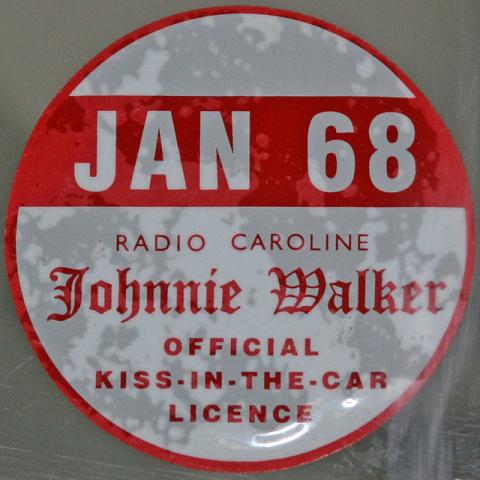 JAN 68
RADIO CAROLINE
Johnnie Walker
OFFICIAL
KISS-IN-THE-CAR
LICENCE